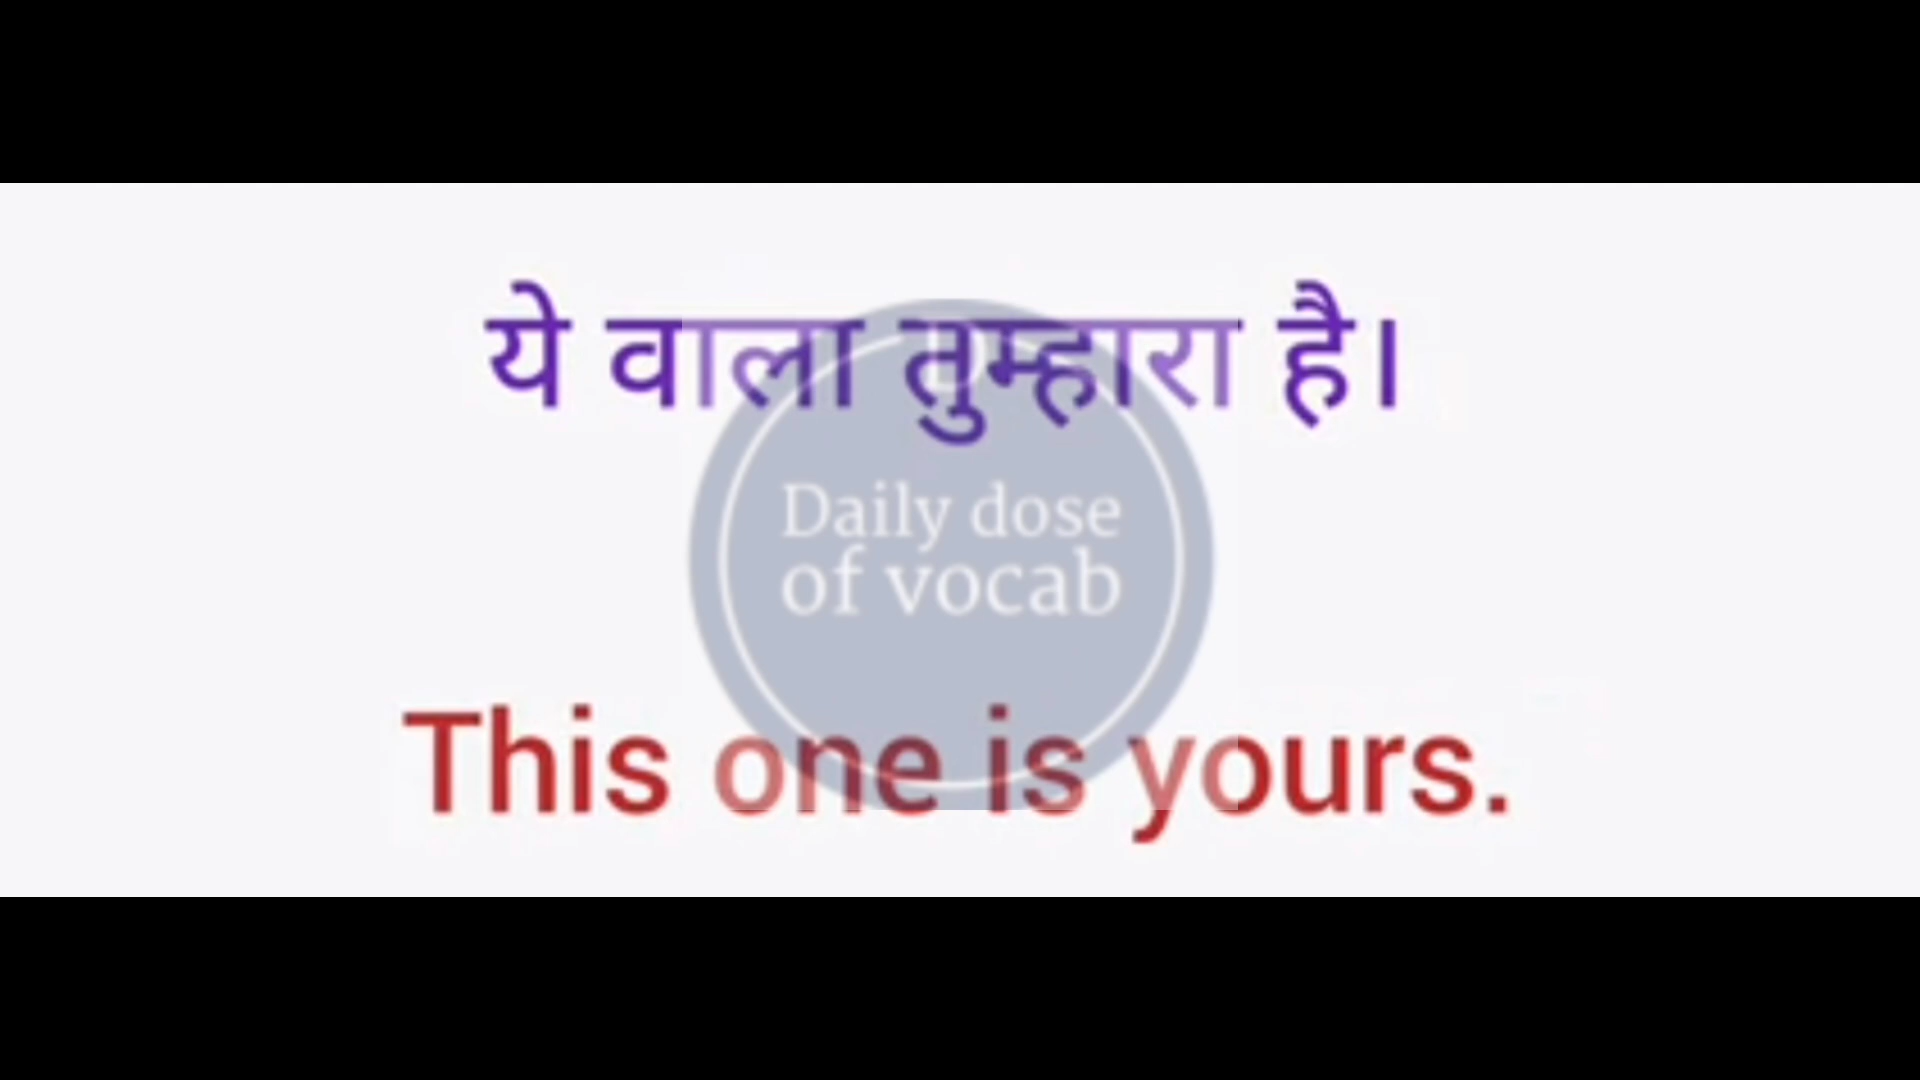 ये वाला तुम्हारा है।
Daily dose
of vocab
This one is yours.